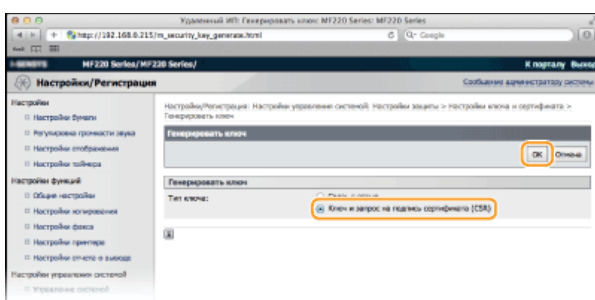 Удаленный ИП: Генерировать ключ: MF220 Series: MF220 Series
http://192.168.0.215/m_security_key_generate.html
Google
MF220 Series/MF220 Series/
К порталу
Настройки/Регистрация
Сообщение администратору системы
Настройки
Настройки бумаги
Регулировка громкости звука
Настройки отображения
Настройки таймера
Настройки функций
Общие настройки
Настройки копирования
Настройки факса
Настройки принтера
Настройки отчета о выводе
Настройки управления системой
Управление системой
Настройки/Регистрация: Настройки управления системой: Настройки защиты > Настройки ключа и сертификата >
Генерировать ключ
Генерировать ключ
OK
Отмена
Генерировать ключ
Тип ключа:
Ключ и запрос на подпись сертификата (CSR)